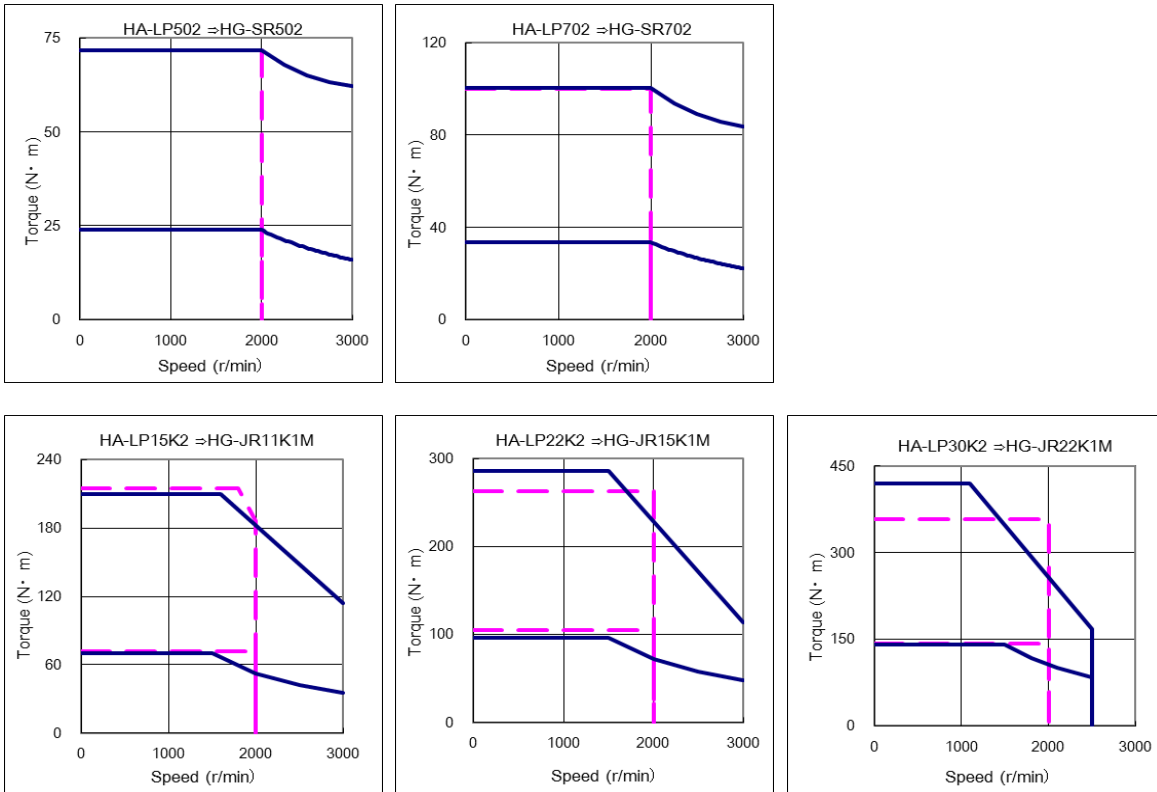 HA-LP502 ⇒HG-SR502
75
50
25
0
Torque (N・ m)
0 1000 2000 3000
Speed (r/min)
HA-LP702 ⇒HG-SR702
120
80
40
0
Torque (N・ m)
0 1000 2000 3000
Speed (r/min)
HA-LP15K2 ⇒HG-JR11K1M
240
180
120
60
0
Torque (N・ m)
0 1000 2000 3000
Speed (r/min)
HA-LP22K2 ⇒HG-JR15K1M
300
200
100
0
Torque (N・ m)
0 1000 2000 3000
Speed (r/min)
HA-LP30K2 ⇒HG-JR22K1M
450
300
150
0
Torque (N・ m)
0 1000 2000 3000
Speed (r/min)